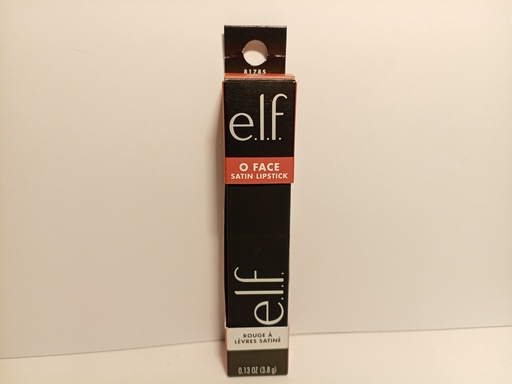 81785
e.l.f.
O FACE
SATIN LIPSTICK
e.l.f.
ROUGE À
LÈVRES SATINÉ
0.13 OZ (3.8 g)